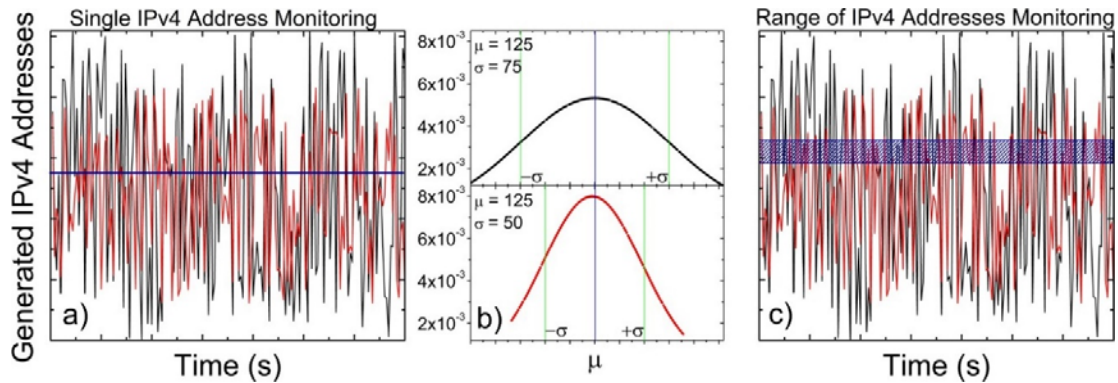 Single IPv4 Address Monitoring
Generated IPv4 Addresses
a)
Time (s)
8x10⁻³
6x10⁻³
4x10⁻³
2x10⁻³
μ = 125
σ = 75
−σ
+σ
8x10⁻³
6x10⁻³
4x10⁻³
2x10⁻³
μ = 125
σ = 50
−σ
+σ
b)
μ
Range of IPv4 Addresses Monitoring
c)
Time (s)